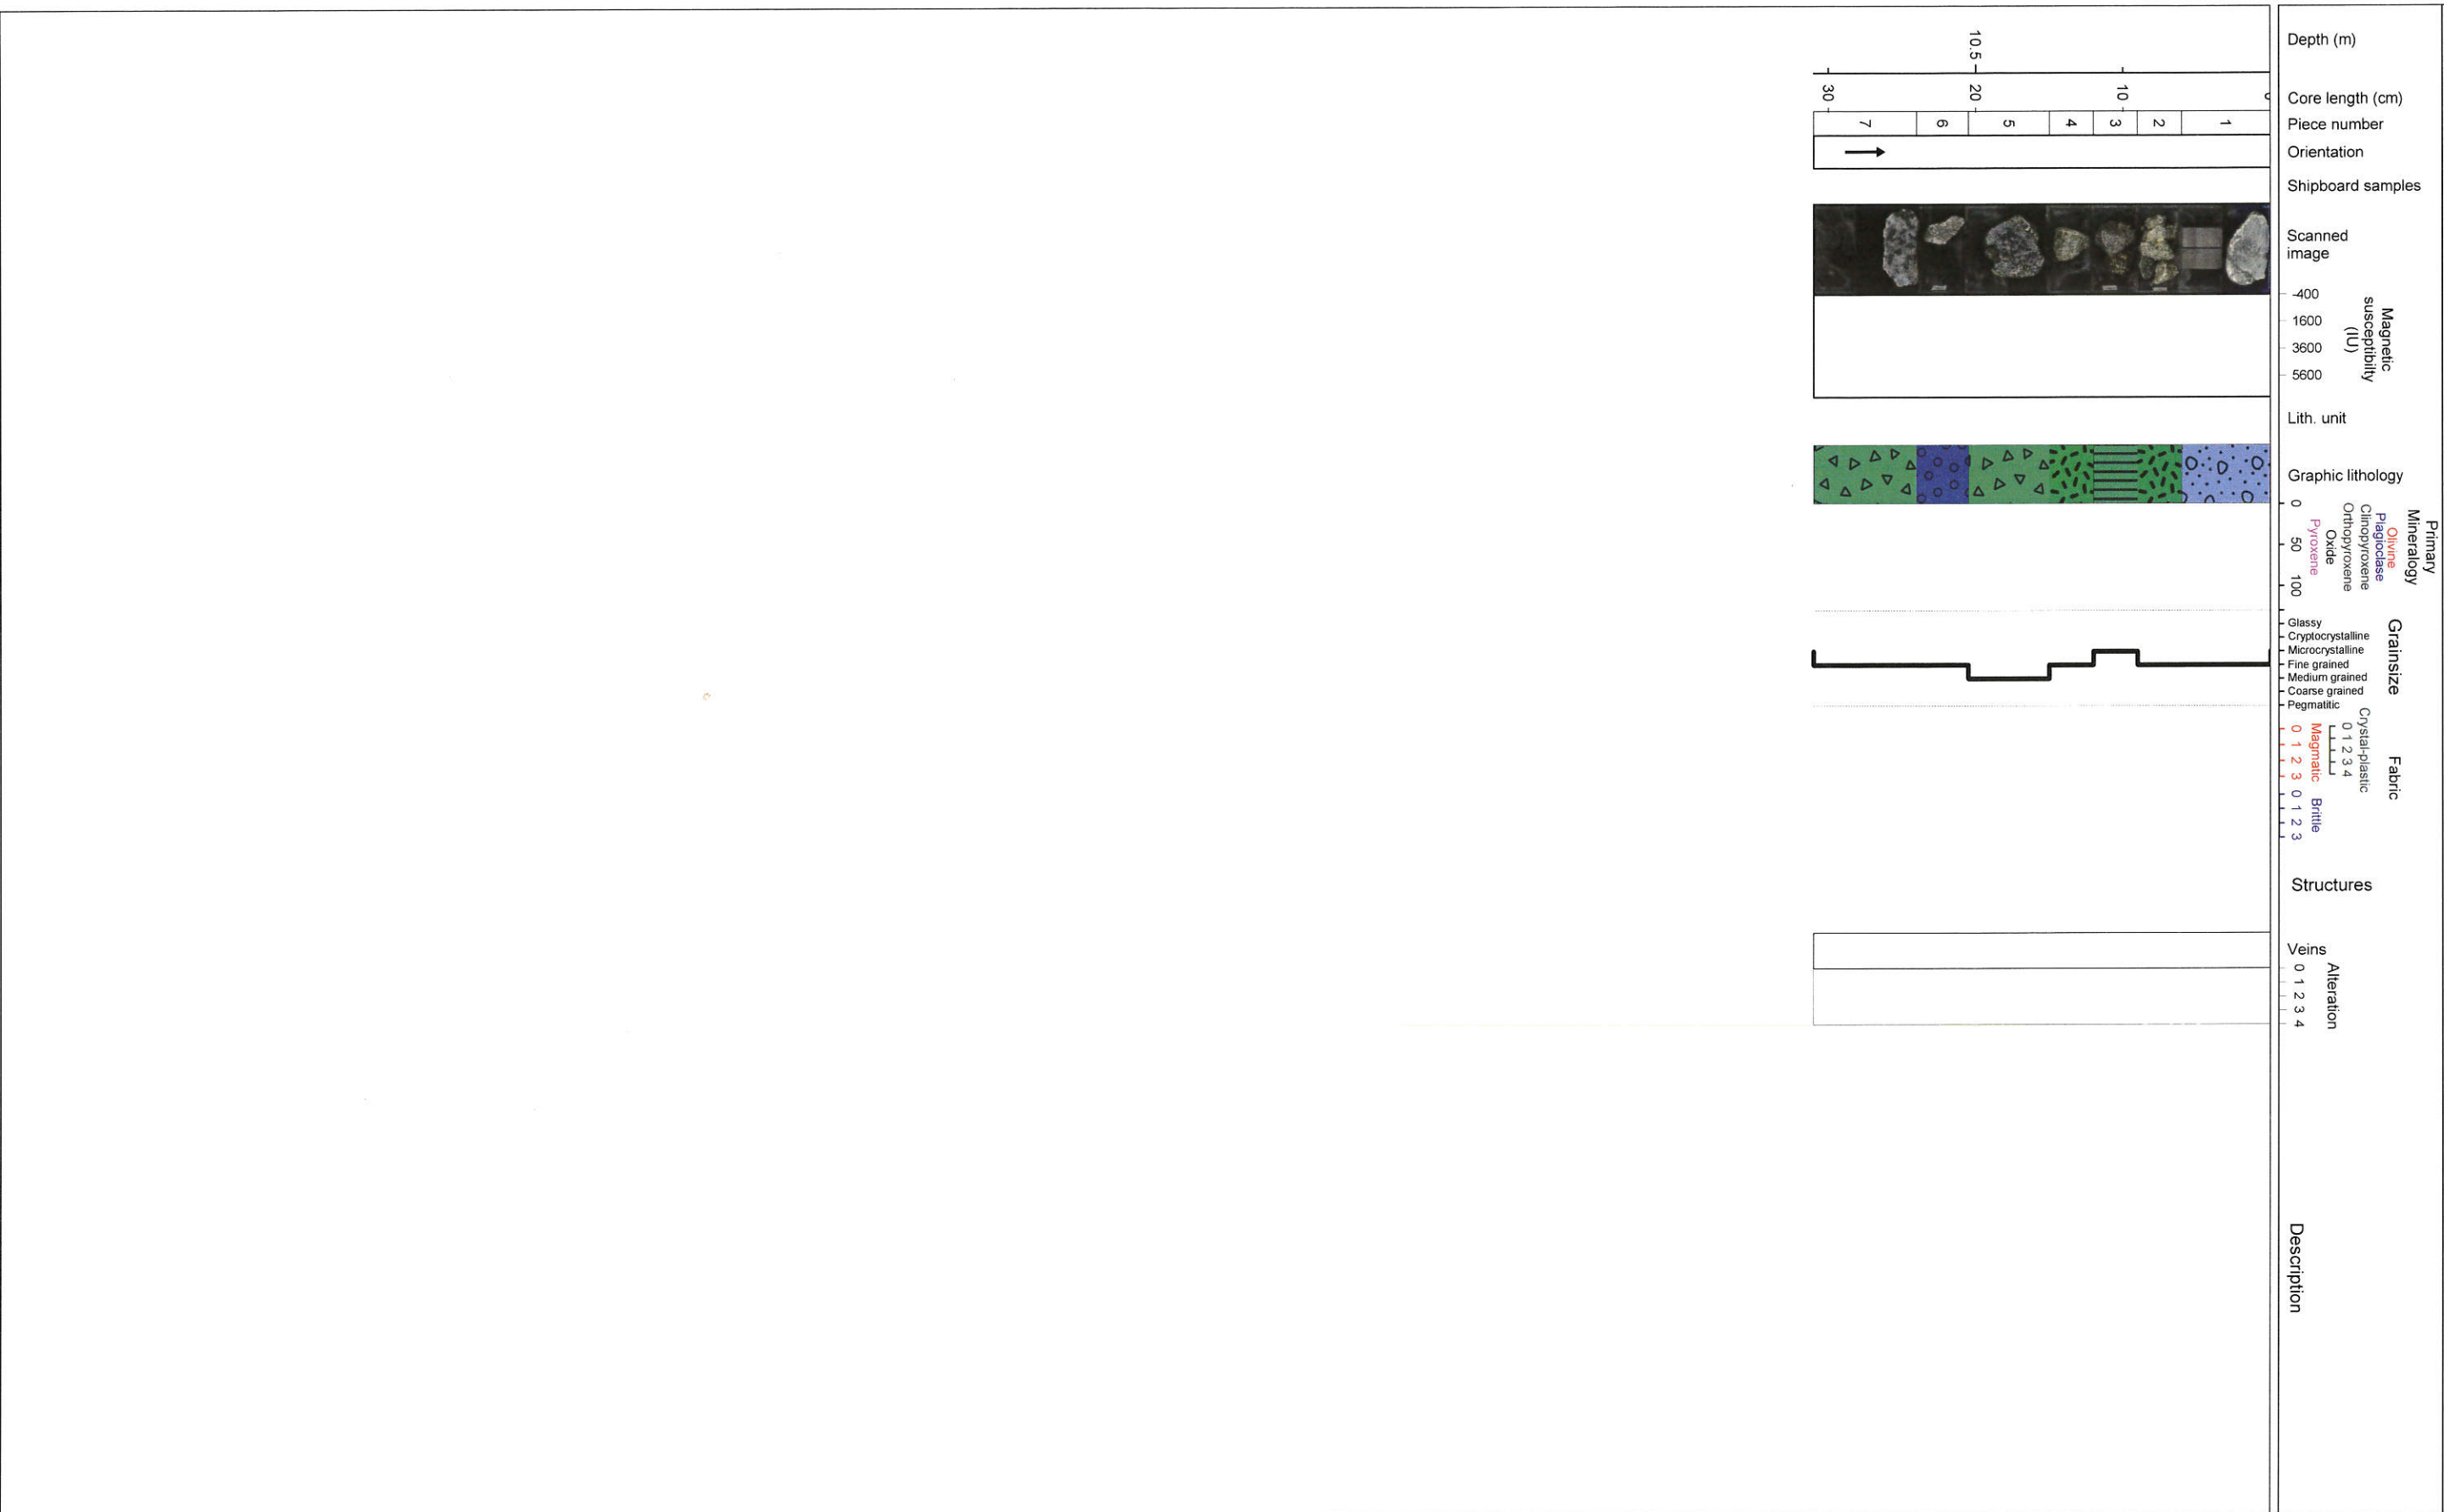 Depth (m)
10.5
Core length (cm)
0
10
20
30
Piece number
1
2
3
4
5
6
7
Orientation
Shipboard samples
Scanned
image
Magnetic
susceptibilty
(IU)
-400
1600
3600
5600
Lith. unit
Graphic lithology
Primary
Mineralogy
Olivine
Plagioclase
Clinopyroxene
Orthopyroxene
Oxide
Pyroxene
0 50 100
Grainsize
Glassy
Cryptocrystalline
Microcrystalline
Fine grained
Medium grained
Coarse grained
Pegmatitic
Fabric
Crystal-plastic
0 1 2 3 4
Magmatic
0 1 2 3
Brittle
0 1 2 3
Structures
Veins
Alteration
0 1 2 3 4
Description